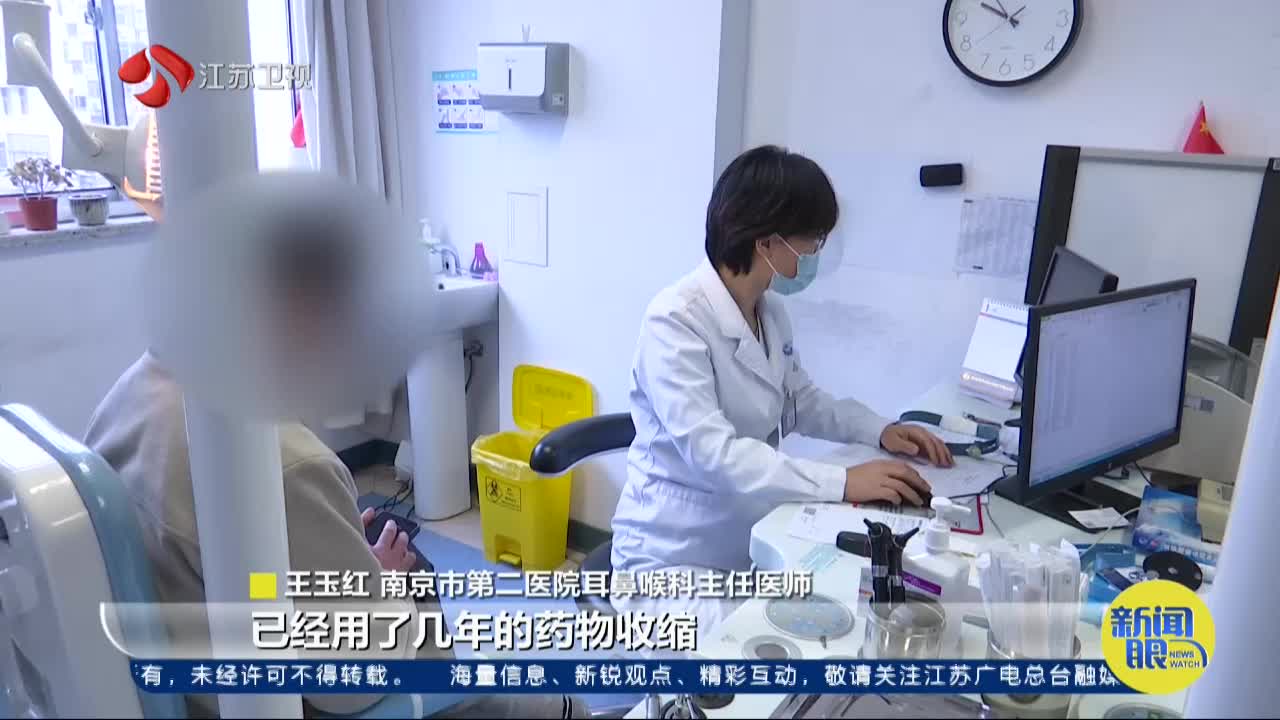 江苏卫视
王玉红 南京市第二医院耳鼻喉科主任医师
已经用了几年的药物收缩
有，未经许可不得转载。 海量信息、新锐观点、精彩互动，敬请关注江苏广电总台融媒
新闻眼
NEWS WATCH